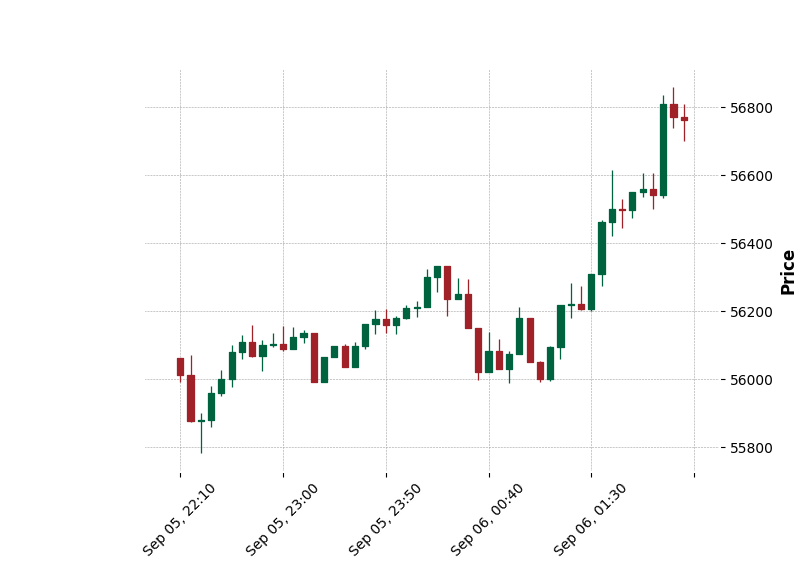 56800
56600
56400
56200
56000
55800
Price
Sep 05, 22:10
Sep 05, 23:00
Sep 05, 23:50
Sep 06, 00:40
Sep 06, 01:30